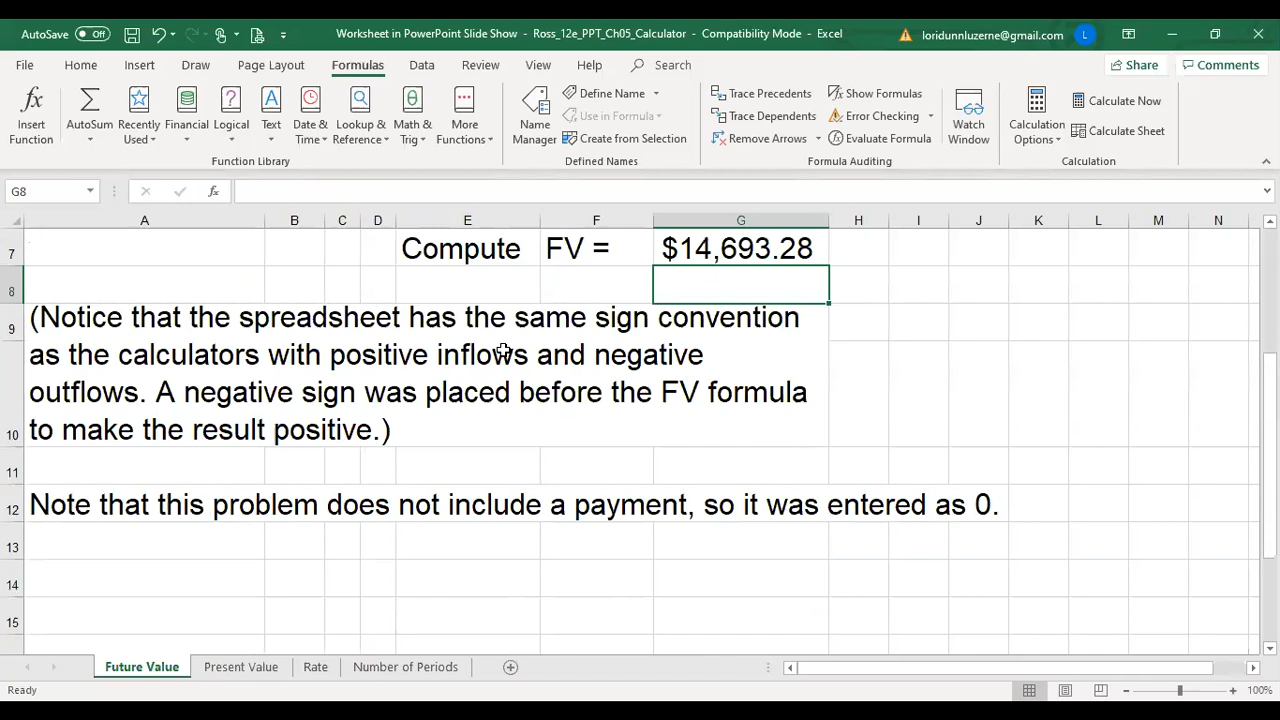 AutoSave Off Worksheet in PowerPoint Slide Show - Ross_12e_PPT_Ch05_Calculator - Compatibility Mode - Excel loridunnluzerne@gmail.com L
File Home Insert Draw Page Layout Formulas Data Review View Help Search Share Comments
Insert Function AutoSum Recently Used Financial Logical Text Date & Time Lookup & Reference Math & Trig More Functions Name Manager Define Name Use in Formula Create from Selection Trace Precedents Trace Dependents Remove Arrows Show Formulas Error Checking Evaluate Formula Watch Window Calculation Options Calculate Now Calculate Sheet
Function Library Defined Names Formula Auditing Calculation
G8 fx
A B C D E F G H I J K L M N
7 Compute FV = $14,693.28
8
9 (Notice that the spreadsheet has the same sign convention
as the calculators with positive inflows and negative
outflows. A negative sign was placed before the FV formula
10 to make the result positive.)
11
12 Note that this problem does not include a payment, so it was entered as 0.
13
14
15
Future Value Present Value Rate Number of Periods
Ready 100%